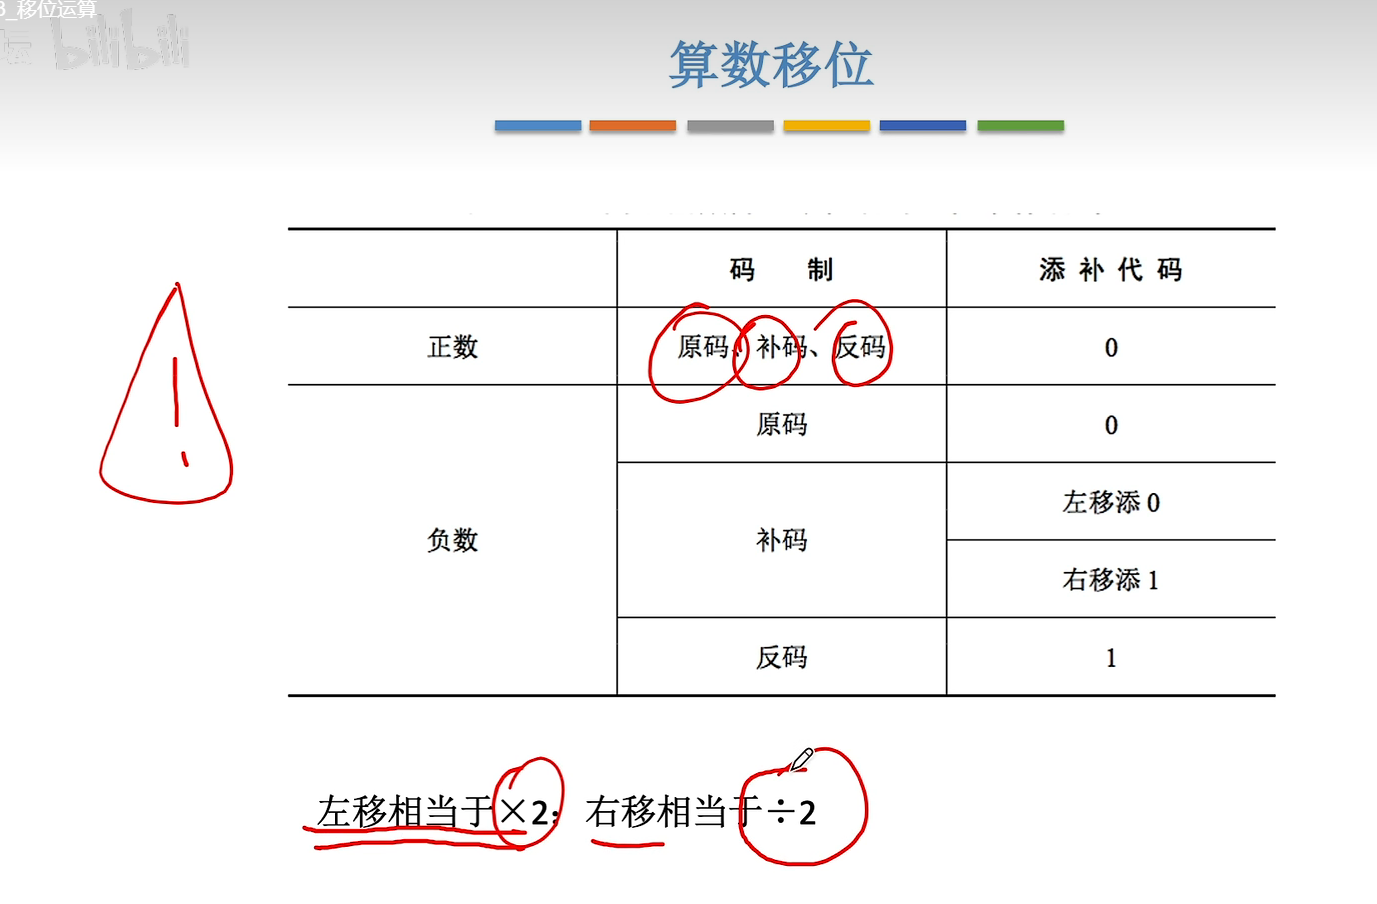 3_移位运算
bilibili
算数移位
码 制 添补代码
正数 原码、补码、反码 0
原码 0
左移添 0
负数 补码
右移添 1
反码 1
左移相当于×2；右移相当于÷2